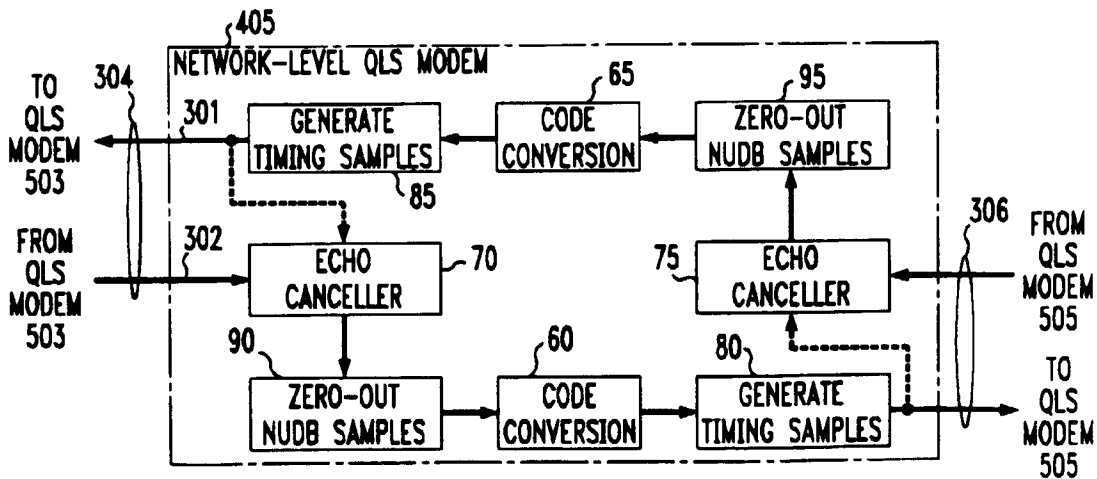 405
NETWORK-LEVEL QLS MODEM
304
TO
QLS
MODEM
503
301
GENERATE
TIMING SAMPLES
85
65
CODE
CONVERSION
95
ZERO-OUT
NUDB SAMPLES
FROM
QLS
MODEM
503
302
ECHO
CANCELLER
70
75
ECHO
CANCELLER
306
FROM
QLS
MODEM
505
90
ZERO-OUT
NUDB SAMPLES
60
CODE
CONVERSION
80
GENERATE
TIMING SAMPLES
TO
QLS
MODEM
505